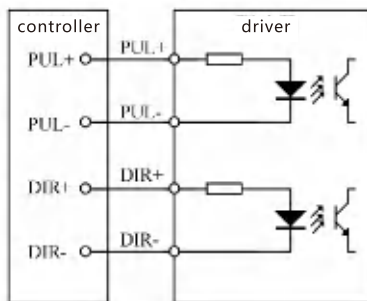 controller driver
PUL+ PUL+
PUL- PUL-
DIR+ DIR+
DIR- DIR-